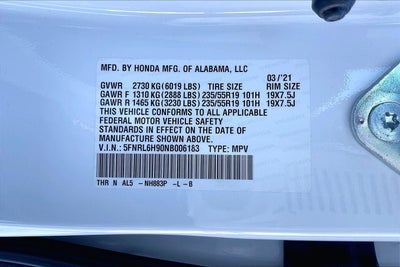 MFD. BY HONDA MFG. OF ALABAMA, LLC
03/'21
GVWR 2730 KG(6019 LBS) TIRE SIZE RIM SIZE
GAWR F 1310 KG(2888 LBS) 235/55R19 101H 19X7.5J
GAWR R 1465 KG(3230 LBS) 235/55R19 101H 19X7.5J
THIS VEHICLE CONFORMS TO ALL APPLICABLE
FEDERAL MOTOR VEHICLE SAFETY
STANDARDS IN EFFECT ON THE DATE OF
MANUFACTURE SHOWN ABOVE.
V.I.N: 5FNRL6H90NB006183 TYPE: MPV
THR N AL5 -NH883P -L-B